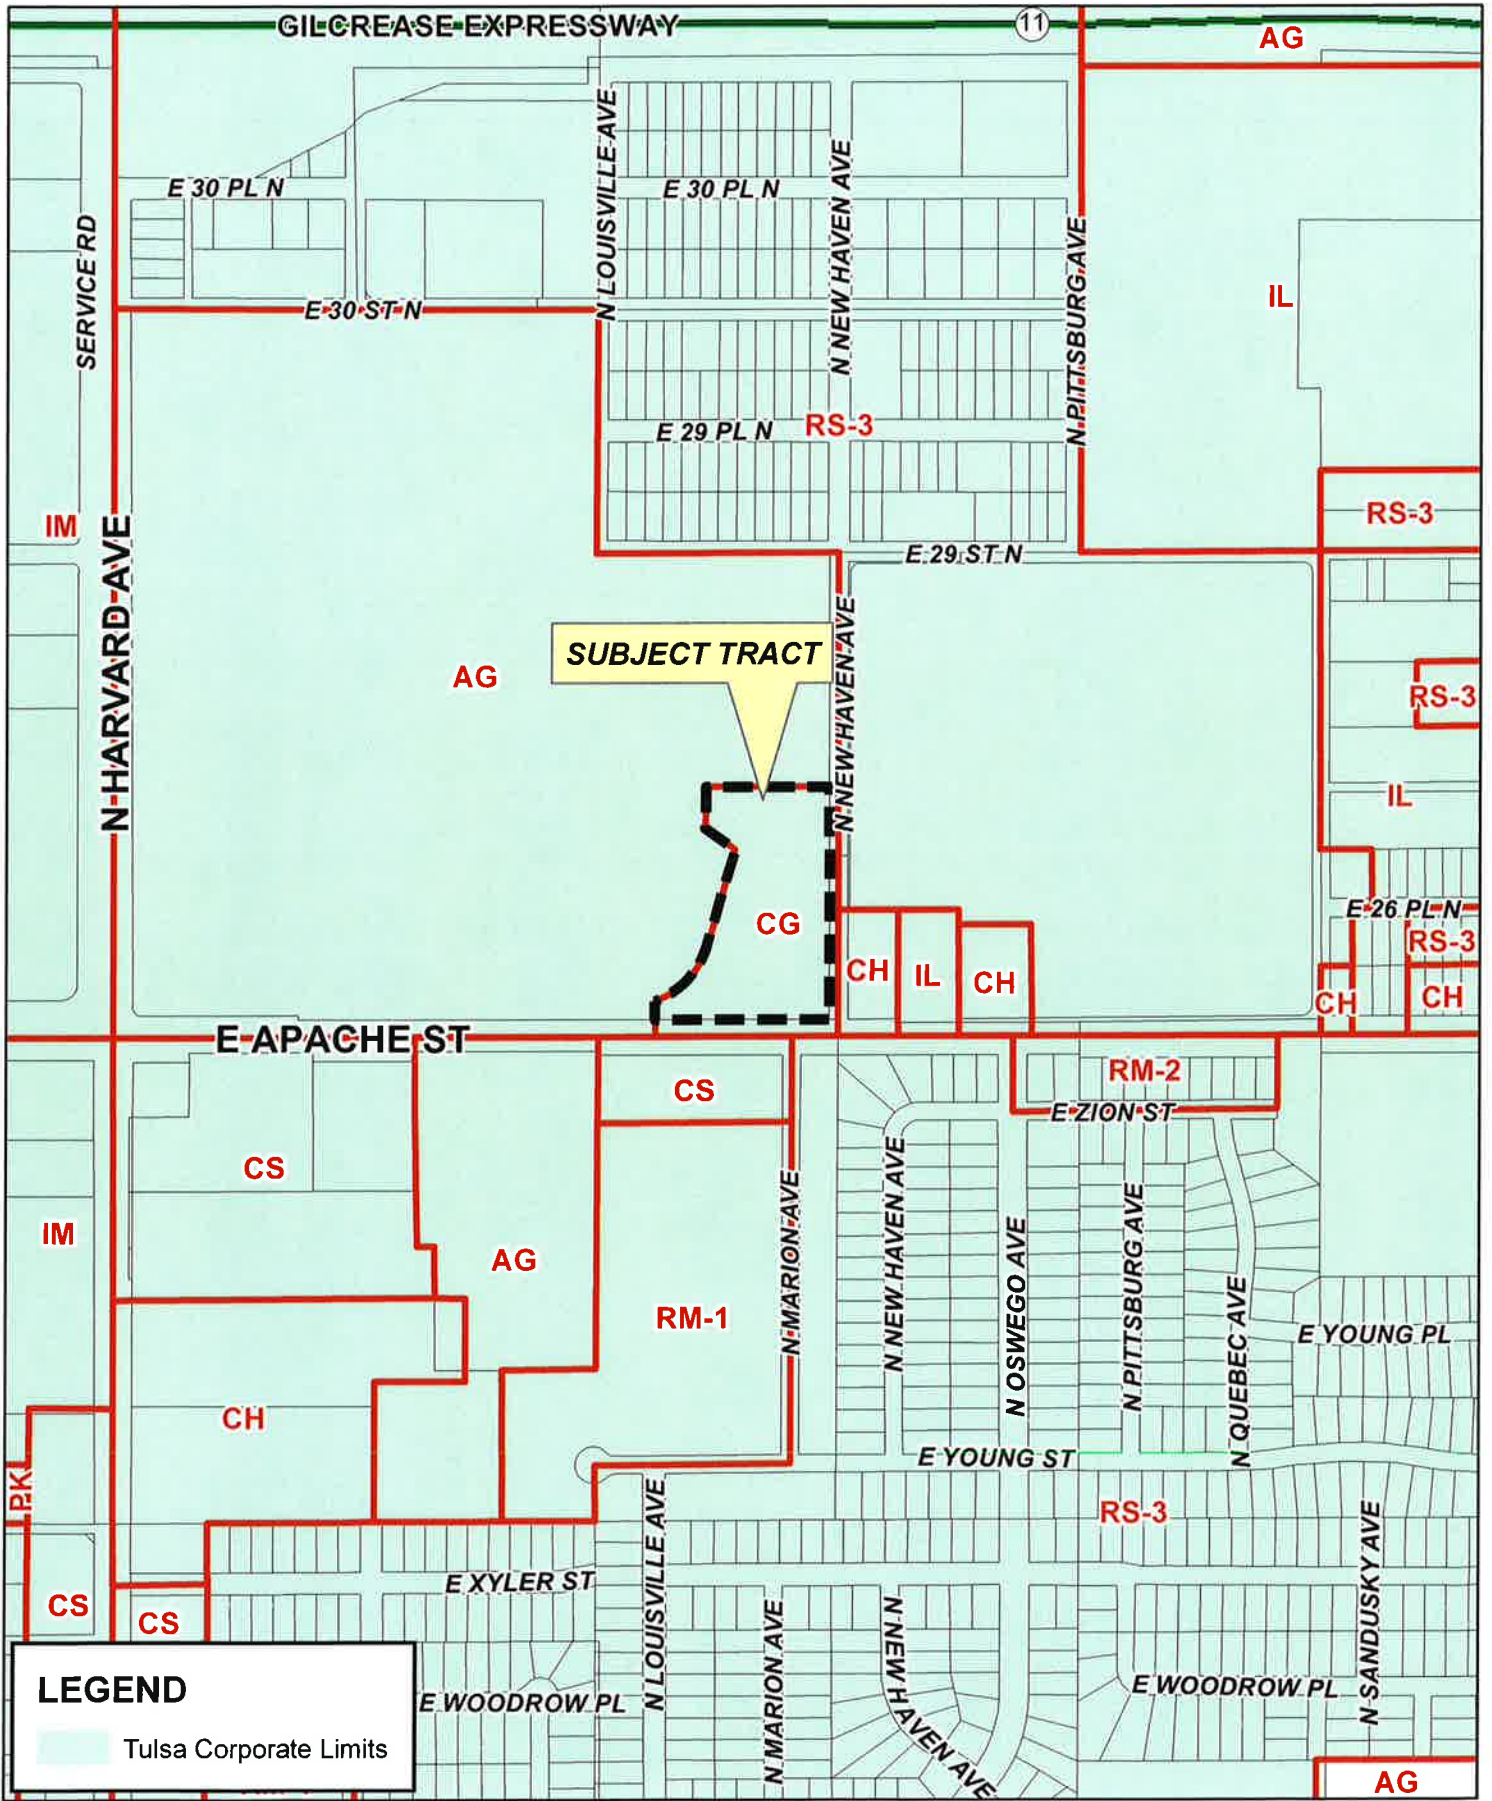 GILCREASE EXPRESSWAY
11
AG
N LOUISVILLE AVE
N NEW HAVEN AVE
E 30 PL N
E 30 PL N
SERVICE RD
N PITTSBURG AVE
IL
E 30 ST N
E 29 PL N
RS-3
IM
N HARVARD AVE
RS-3
E 29 ST N
SUBJECT TRACT
N NEW HAVEN AVE
AG
RS-3
IL
CG
E 26 PL N
RS-3
CH
IL
CH
CH
CH
E APACHE ST
CS
RM-2
E ZION ST
CS
N MARION AVE
N NEW HAVEN AVE
N OSWEGO AVE
N PITTSBURG AVE
N QUEBEC AVE
IM
AG
RM-1
E YOUNG PL
CH
E YOUNG ST
PK
RS-3
N LOUISVILLE AVE
N SANDUSKY AVE
E XYLER ST
CS
CS
N MARION AVE
N NEW HAVEN AVE
E WOODROW PL
E WOODROW PL
AG
LEGEND
Tulsa Corporate Limits